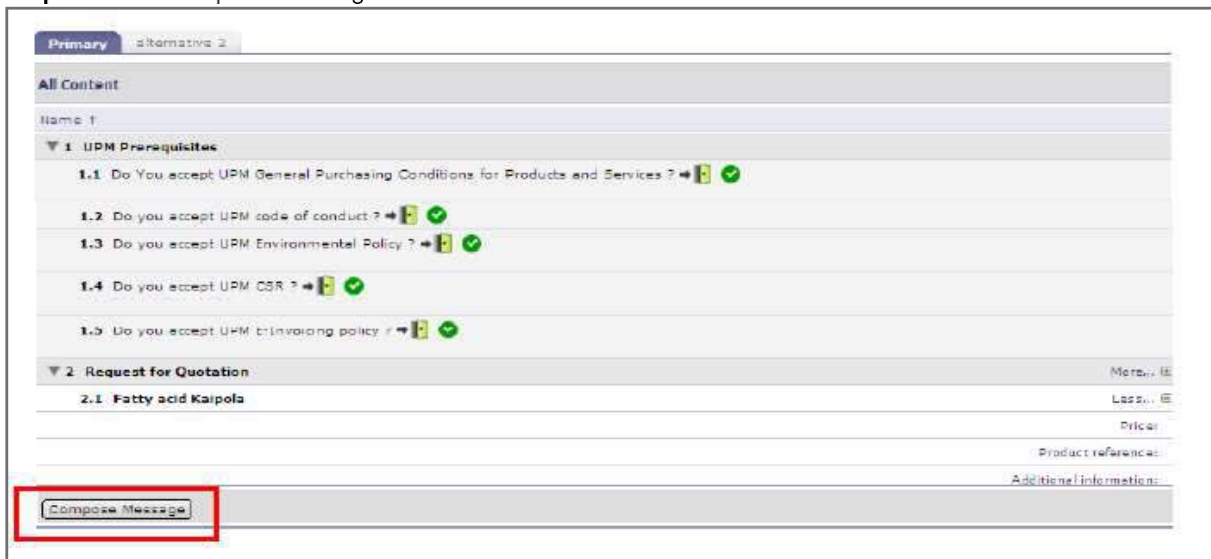 Primary alternative 2
All Content
Name ↑
▼ 1 UPM Prerequisites
1.1 Do You accept UPM General Purchasing Conditions for Products and Services ?
1.2 Do you accept UPM code of conduct ?
1.3 Do you accept UPM Environmental Policy ?
1.4 Do you accept UPM CSR ?
1.5 Do you accept UPM policy
▼ 2 Request for Quotation More...
2.1 Fatty acid Kaipola Less...
Price:
Product reference:
Additional information:
Compose Message